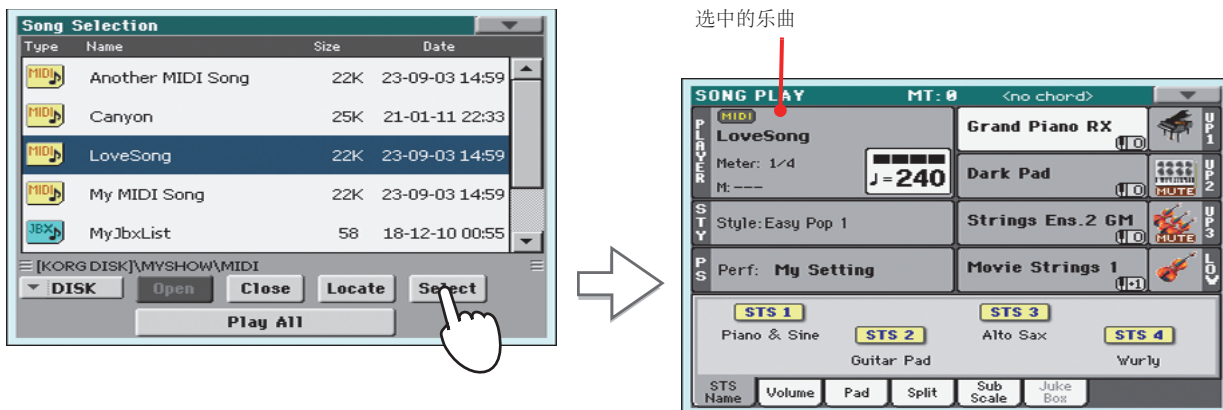 Song Selection
Type Name Size Date
MIDI Another MIDI Song 22K 23-09-03 14:59
MIDI Canyon 25K 21-01-11 22:33
MIDI LoveSong 22K 23-09-03 14:59
MIDI My MIDI Song 22K 23-09-03 14:59
JBX MyJbxList 58 18-12-10 00:55
[KORG DISK]\MYSHOW\MIDI
DISK Open Close Locate Select
Play All
选中的乐曲
SONG PLAY MT: 0 <no chord>
PLAYER
MIDI
LoveSong
Meter: 1/4
M: ---
♩=240
Grand Piano RX
0
UP1
Dark Pad
0
MUTE
UP2
STY
Style:Easy Pop 1
Strings Ens.2 GM
0
MUTE
UP3
PS
Perf: My Setting
Movie Strings 1
+1
LOW
STS 1
Piano & Sine
STS 2
Guitar Pad
STS 3
Alto Sax
STS 4
Wurly
STS Name Volume Pad Split Sub Scale Juke Box